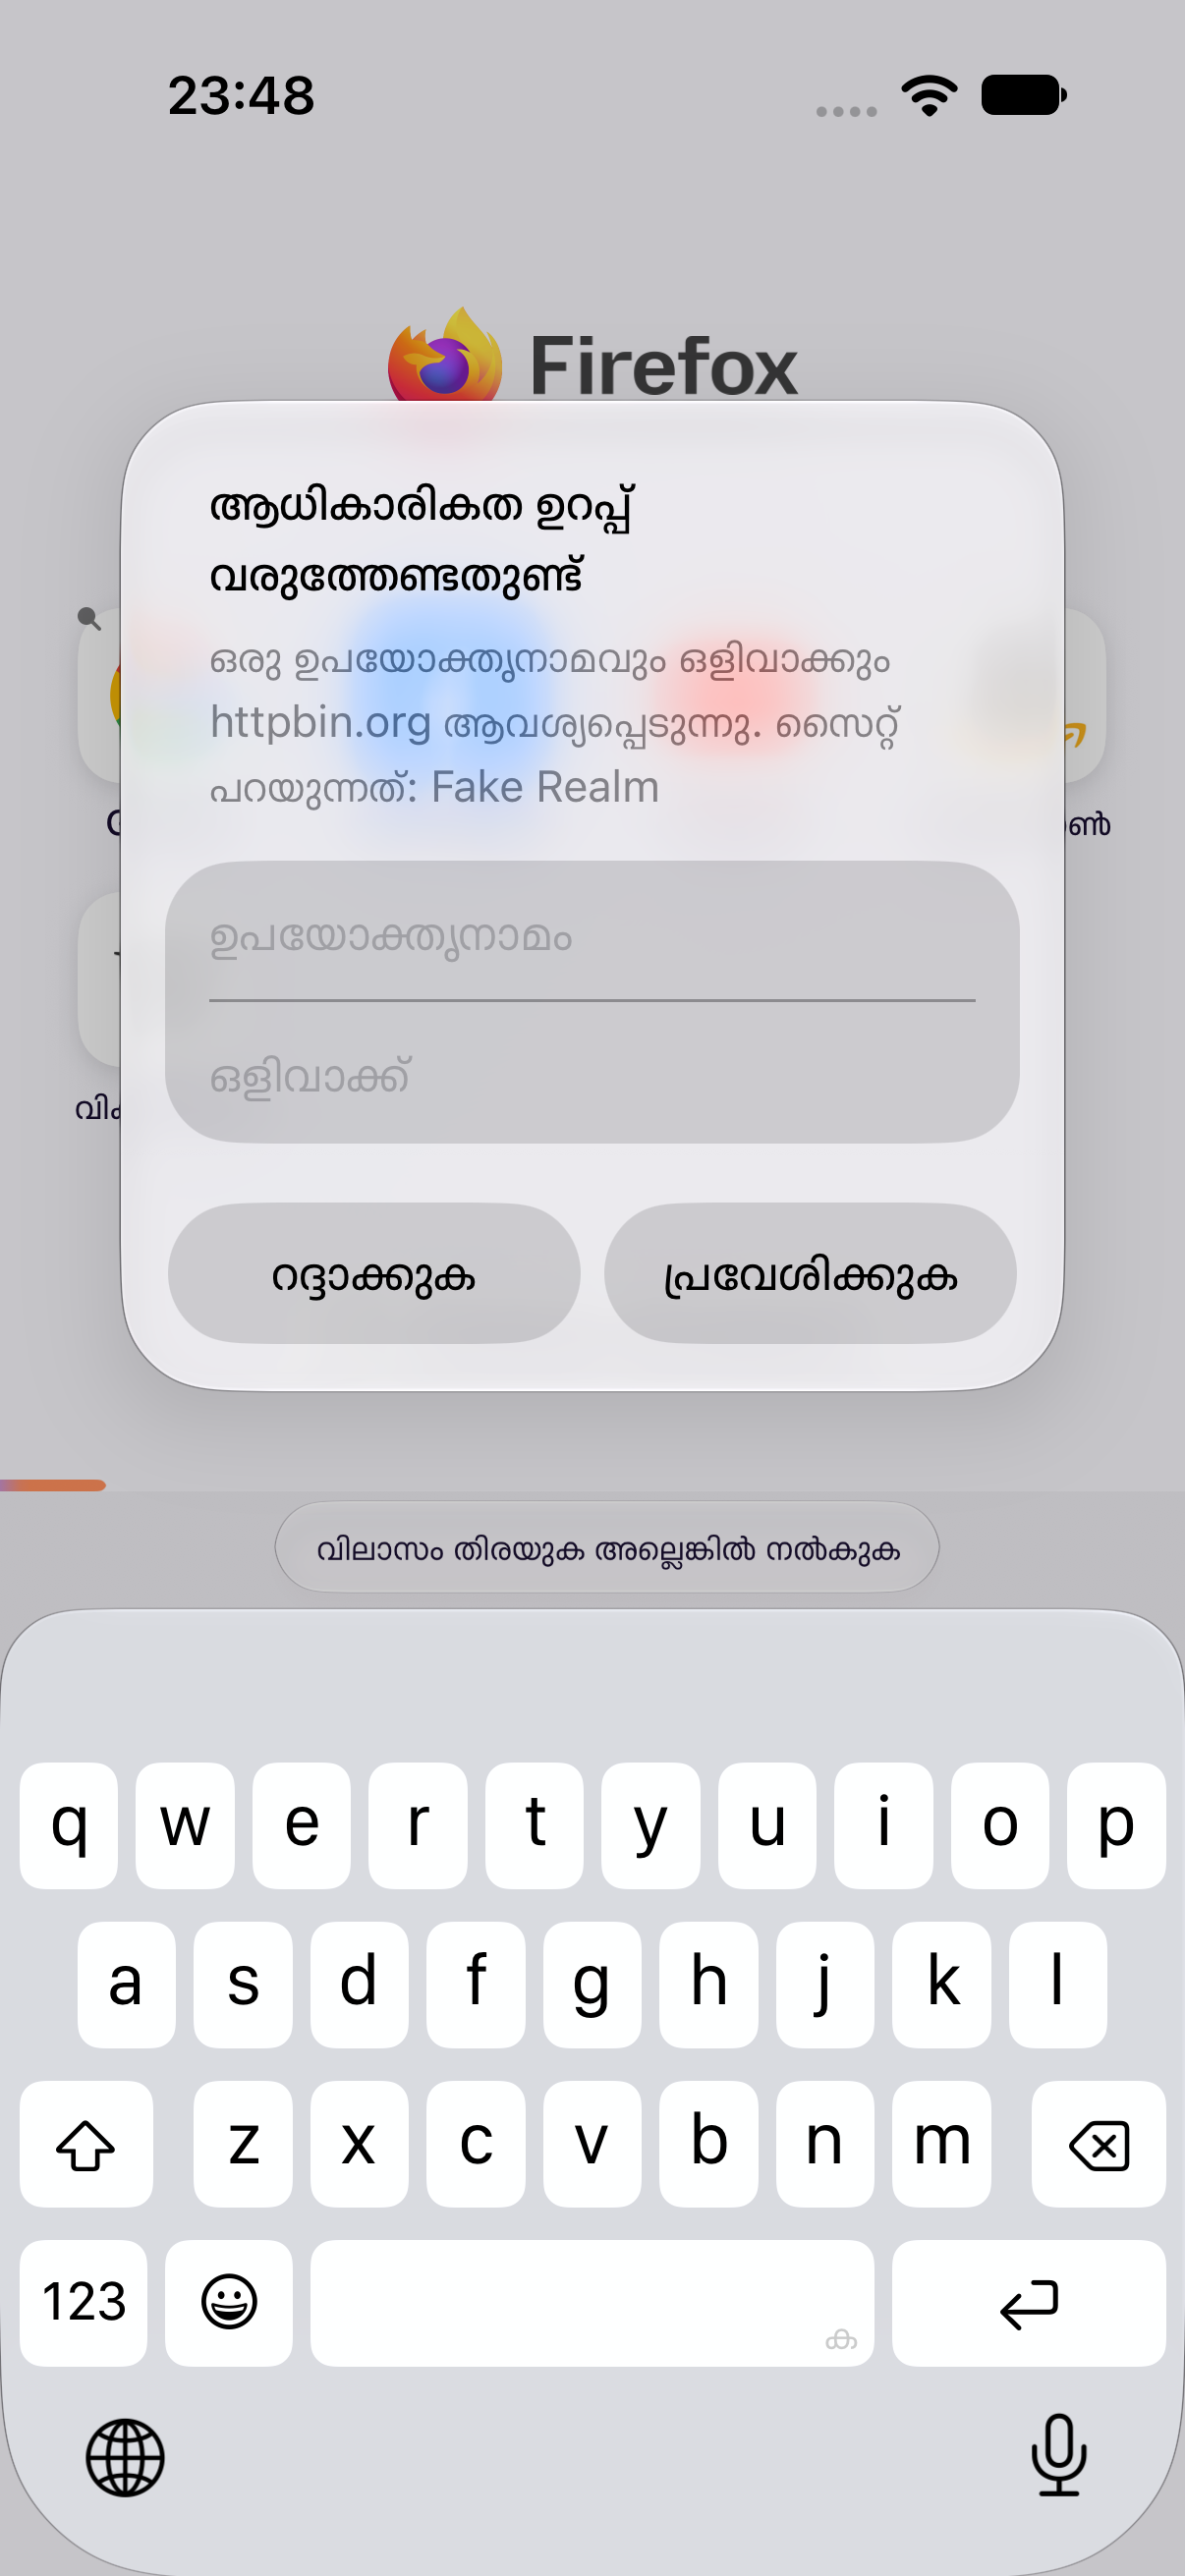 23:48
Firefox
ആധികാരികത ഉറപ്പ്
വരുത്തേണ്ടതുണ്ട്
ഒരു ഉപയോക്തൃനാമവും ഒളിവാക്കും
httpbin.org ആവശ്യപ്പെടുന്നു. സൈറ്റ്
പറയുന്നത്: Fake Realm
ഉപയോക്തൃനാമം
ഒളിവാക്ക്
റദ്ദാക്കുക
പ്രവേശിക്കുക
വിലാസം തിരയുക അല്ലെങ്കിൽ നൽകുക
q w e r t y u i o p
a s d f g h j k l
z x c v b n m
123
ക